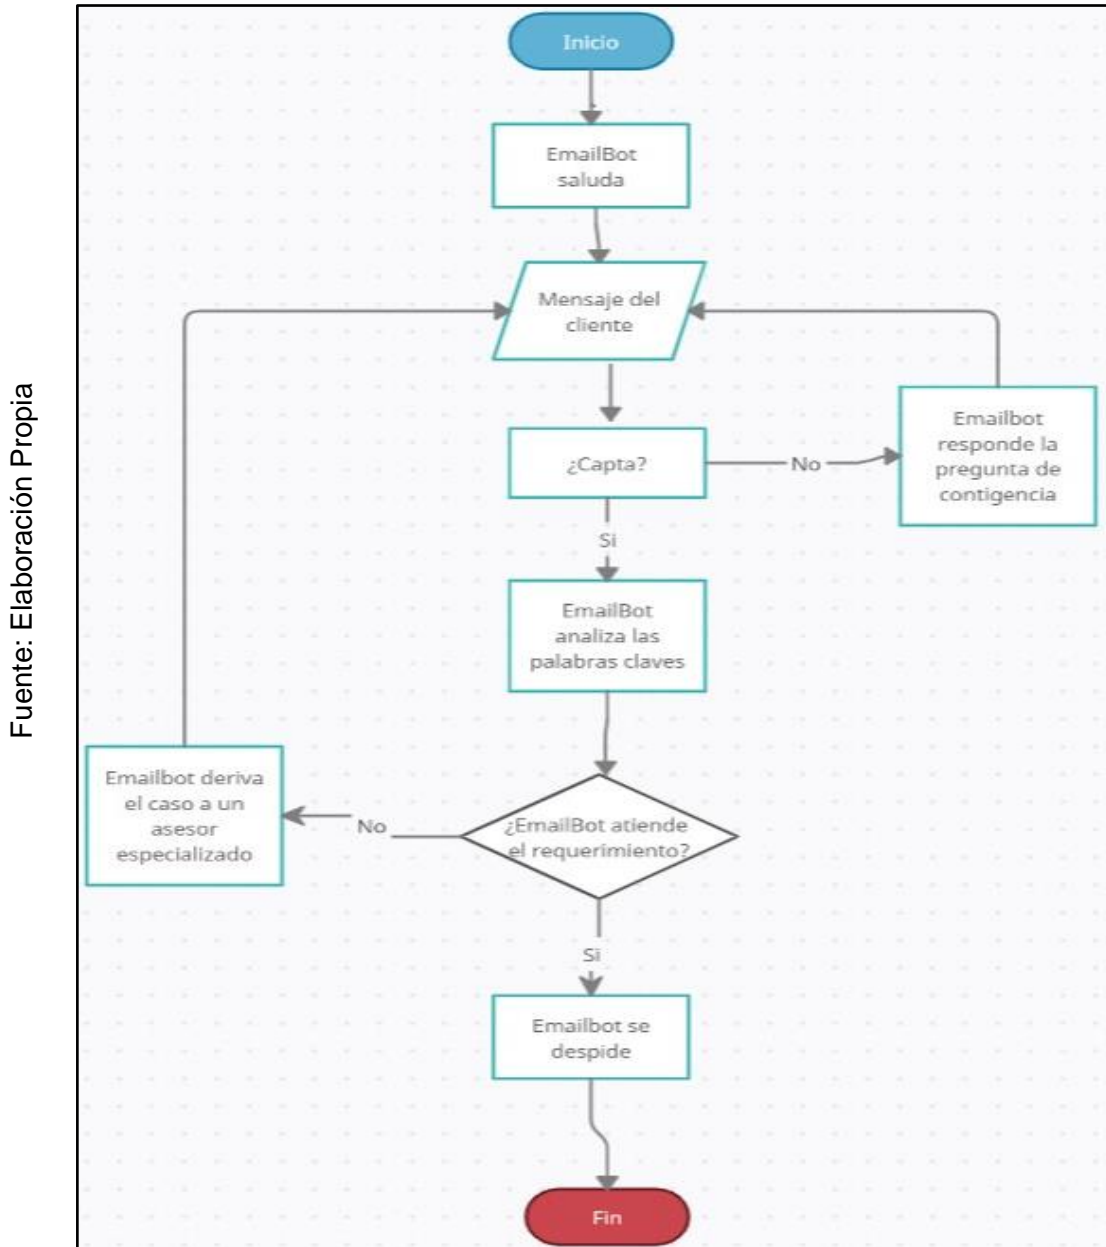 Fuente: Elaboración Propia
Inicio
EmailBot
saluda
Mensaje del
cliente
¿Capta?
No
Emailbot
responde la
pregunta de
contigencia
Si
EmailBot
analiza las
palabras claves
¿EmailBot atiende
el requerimiento?
No
Emailbot deriva
el caso a un
asesor
especializado
Si
Emailbot se
despide
Fin